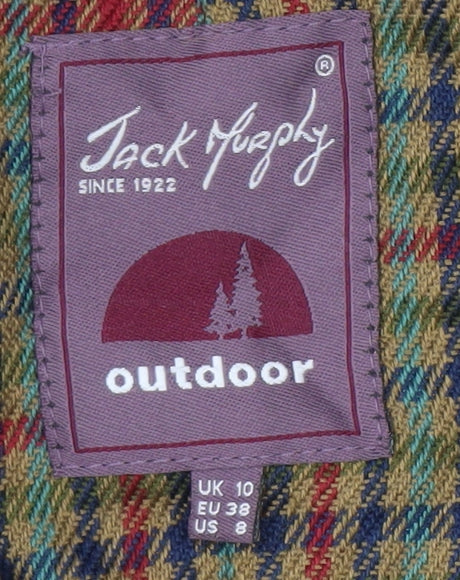 ®
Jack Murphy
SINCE 1922
outdoor
UK 10
EU 38
US 8